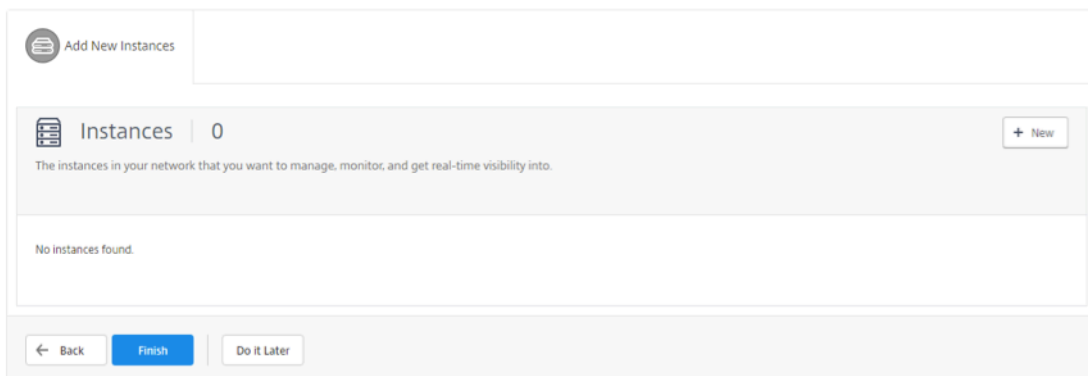 Add New Instances
Instances 0
+ New
The instances in your network that you want to manage, monitor, and get real-time visibility into.
No instances found.
← Back
Finish
Do it Later